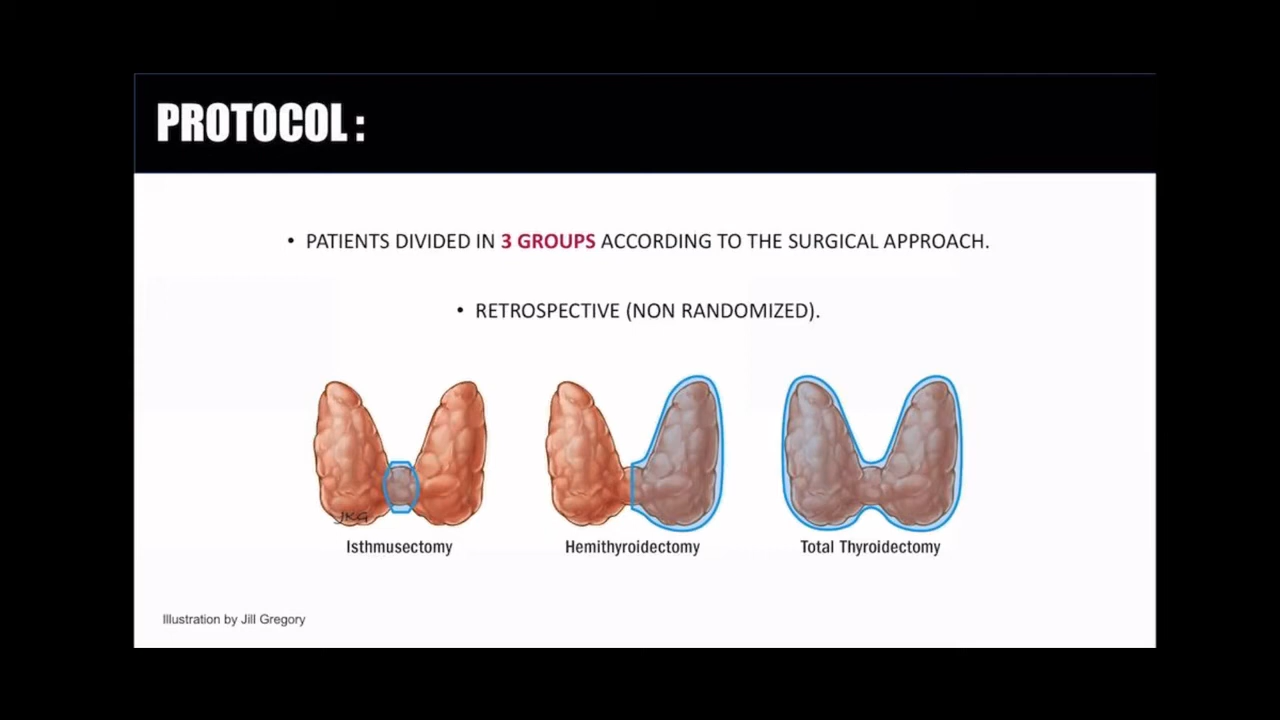 PROTOCOL :
• PATIENTS DIVIDED IN 3 GROUPS ACCORDING TO THE SURGICAL APPROACH.
• RETROSPECTIVE (NON RANDOMIZED).
JKG
Isthmusectomy
Hemithyroidectomy
Total Thyroidectomy
Illustration by Jill Gregory